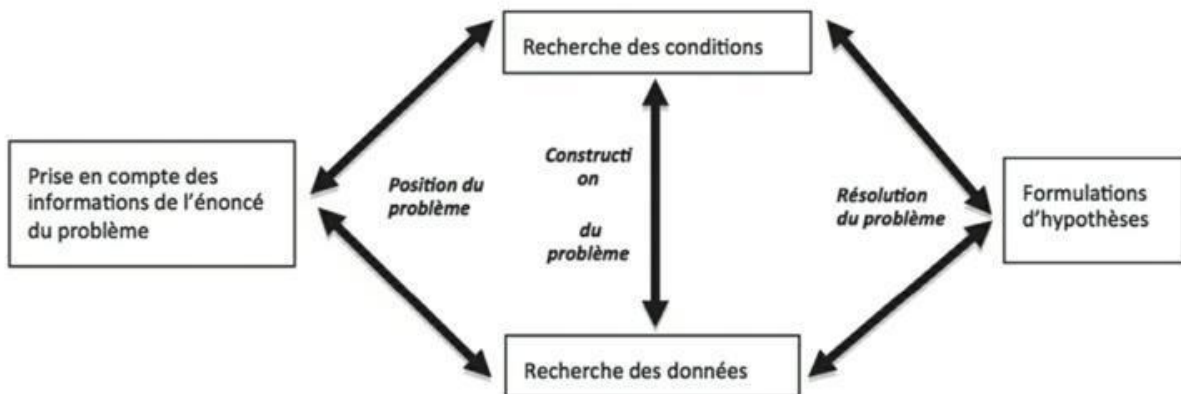 Recherche des conditions
Prise en compte des
informations de l'énoncé
du problème
Position du
problème
Constructi
on
du
problème
Résolution
du problème
Formulations
d'hypothèses
Recherche des données